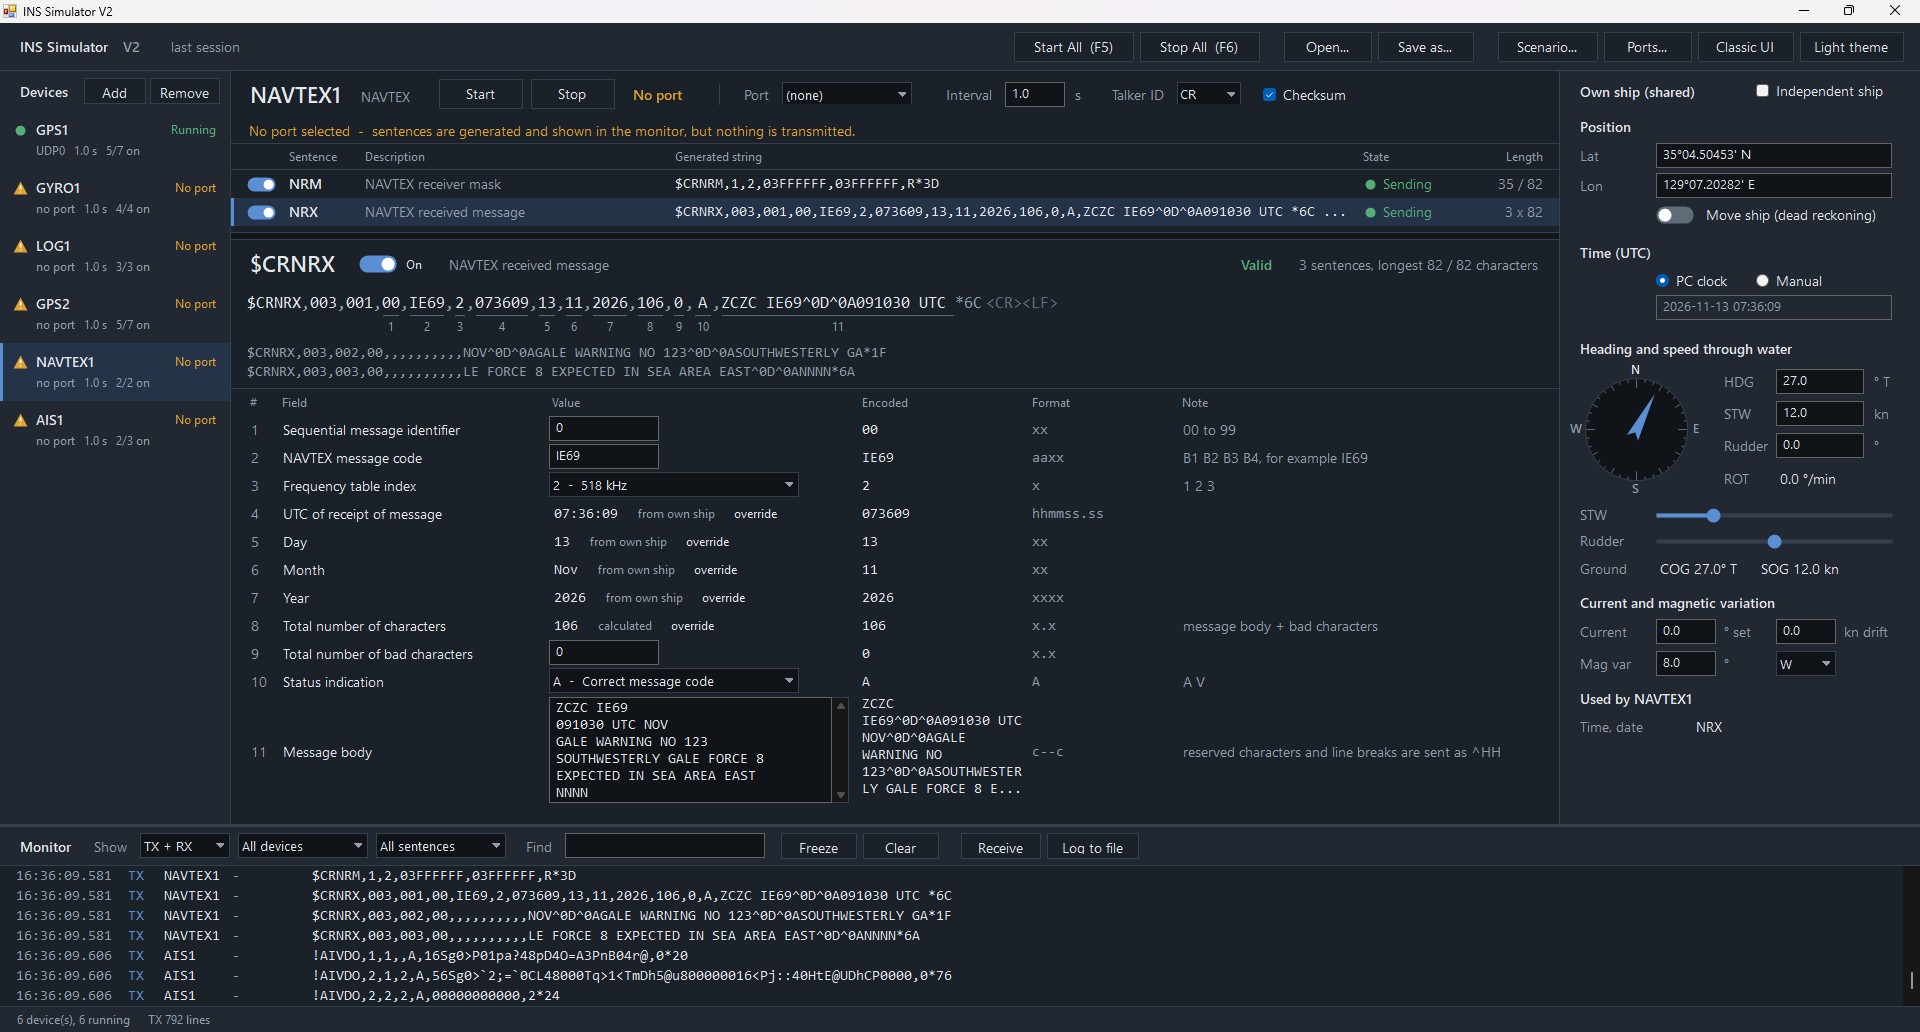 INS Simulator V2
INS Simulator V2 last session Start All (F5) Stop All (F6) Open... Save as... Scenario... Ports... Classic UI Light theme
Devices Add Remove
GPS1 Running
UDP0 1.0 s 5/7 on
GYRO1 No port
no port 1.0 s 4/4 on
LOG1 No port
no port 1.0 s 3/3 on
GPS2 No port
no port 1.0 s 5/7 on
NAVTEX1 No port
no port 1.0 s 2/2 on
AIS1 No port
no port 1.0 s 2/3 on
NAVTEX1 NAVTEX Start Stop No port Port (none) Interval 1.0 s Talker ID CR Checksum
No port selected - sentences are generated and shown in the monitor, but nothing is transmitted.
Sentence Description Generated string State Length
NRM NAVTEX receiver mask $CRNRM,1,2,03FFFFFF,03FFFFFF,R*3D Sending 35 / 82
NRX NAVTEX received message $CRNRX,003,001,00,IE69,2,073609,13,11,2026,106,0,A,ZCZC IE69^0D^0A091030 UTC *6C ... Sending 3 x 82
$CRNRX On NAVTEX received message Valid 3 sentences, longest 82 / 82 characters
$CRNRX,003,001,00,IE69,2,073609,13,11,2026,106,0,A,ZCZC IE69^0D^0A091030 UTC *6C<CR><LF>
1 2 3 4 5 6 7 8 9 10 11
$CRNRX,003,002,00,,,,,,,,,,NOV^0D^0AGALE WARNING NO 123^0D^0ASOUTHWESTERLY GA*1F
$CRNRX,003,003,00,,,,,,,,,,LE FORCE 8 EXPECTED IN SEA AREA EAST^0D^0ANNNN*6A
# Field Value Encoded Format Note
1 Sequential message identifier 0 00 xx 00 to 99
2 NAVTEX message code IE69 IE69 aaxx B1 B2 B3 B4, for example IE69
3 Frequency table index 2 - 518 kHz 2 x 1 2 3
4 UTC of receipt of message 07:36:09 from own ship override 073609 hhmmss.ss
5 Day 13 from own ship override 13 xx
6 Month Nov from own ship override 11 xx
7 Year 2026 from own ship override 2026 xxxx
8 Total number of characters 106 calculated override 106 x.x message body + bad characters
9 Total number of bad characters 0 0 x.x
10 Status indication A - Correct message code A A A V
11 Message body c--c reserved characters and line breaks are sent as ^HH
ZCZC IE69
091030 UTC NOV
GALE WARNING NO 123
SOUTHWESTERLY GALE FORCE 8
EXPECTED IN SEA AREA EAST
NNNN
ZCZC
IE69^0D^0A091030 UTC
NOV^0D^0AGALE
WARNING NO
123^0D^0ASOUTHWESTER
LY GALE FORCE 8 E...
Own ship (shared) Independent ship
Position
Lat 35°04.50453' N
Lon 129°07.20282' E
Move ship (dead reckoning)
Time (UTC)
PC clock Manual
2026-11-13 07:36:09
Heading and speed through water
N
W E
S
HDG 27.0 ° T
STW 12.0 kn
Rudder 0.0 °
ROT 0.0 °/min
STW
Rudder
Ground COG 27.0° T SOG 12.0 kn
Current and magnetic variation
Current 0.0 ° set 0.0 kn drift
Mag var 8.0 ° W
Used by NAVTEX1
Time, date NRX
Monitor Show TX + RX All devices All sentences Find Freeze Clear Receive Log to file
16:36:09.581 TX NAVTEX1 - $CRNRM,1,2,03FFFFFF,03FFFFFF,R*3D
16:36:09.581 TX NAVTEX1 - $CRNRX,003,001,00,IE69,2,073609,13,11,2026,106,0,A,ZCZC IE69^0D^0A091030 UTC *6C
16:36:09.581 TX NAVTEX1 - $CRNRX,003,002,00,,,,,,,,,,NOV^0D^0AGALE WARNING NO 123^0D^0ASOUTHWESTERLY GA*1F
16:36:09.581 TX NAVTEX1 - $CRNRX,003,003,00,,,,,,,,,,LE FORCE 8 EXPECTED IN SEA AREA EAST^0D^0ANNNN*6A
16:36:09.606 TX AIS1 - !AIVDO,1,1,,A,16Sg0>P01pa?48pD4O=A3PnB04r@,0*20
16:36:09.606 TX AIS1 - !AIVDO,2,1,2,A,56Sg0>`2;=`0CL48000Tq>1<TmDh5@u800000016<Pj::40HtE@UDhCP0000,0*76
16:36:09.606 TX AIS1 - !AIVDO,2,2,2,A,00000000000,2*24
6 device(s), 6 running TX 792 lines